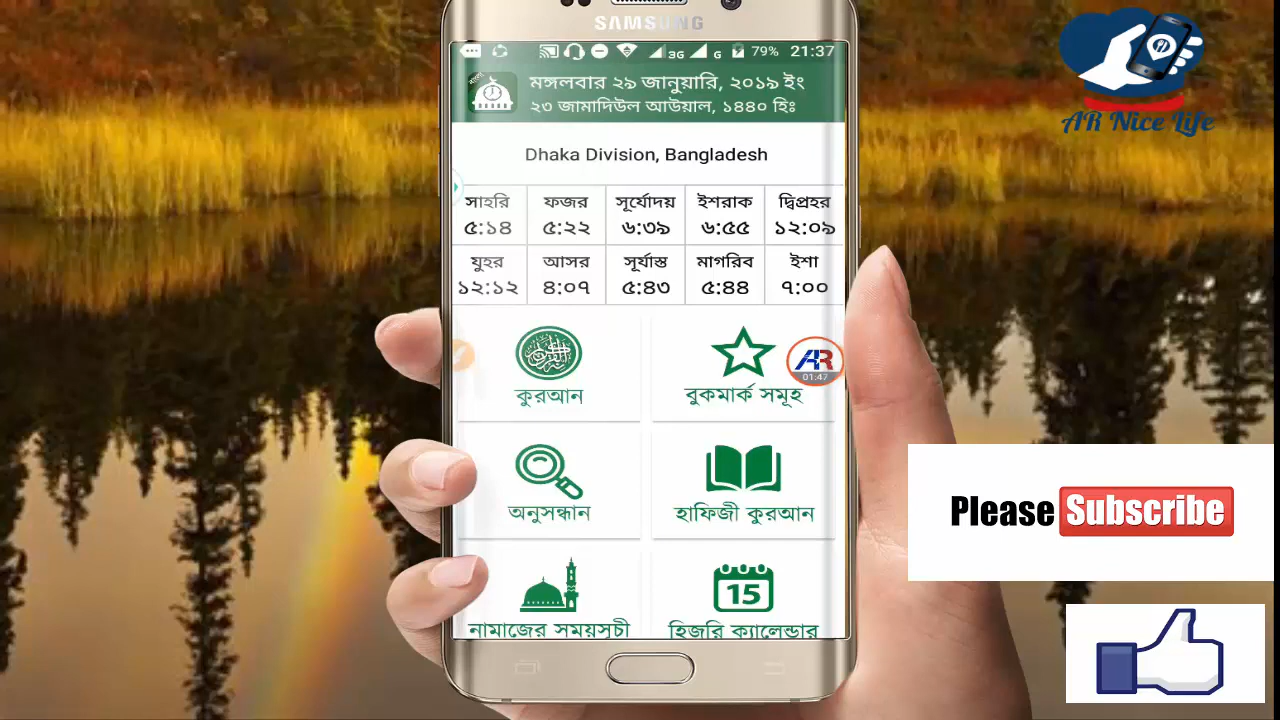 SAMSUNG
3G G 79% 21:37
বাংলা
মঙ্গলবার ২৯ জানুয়ারি, ২০১৯ ইং
২৩ জামাদিউল আউয়াল, ১৪৪০ হিঃ
AR Nice Life
Dhaka Division, Bangladesh
সাহরি ফজর সূর্যোদয় ইশরাক দ্বিপ্রহর
৫:১৪ ৫:২২ ৬:৩৯ ৬:৫৫ ১২:০৯
যুহর আসর সূর্যাস্ত মাগরিব ইশা
১২:১২ ৪:০৭ ৫:৪৩ ৫:৪৪ ৭:০০
AR
01:47
কুরআন বুকমার্ক সমূহ
অনুসন্ধান হাফিজী কুরআন
Please Subscribe
15
নামাজের সময়সূচী হিজরি ক্যালেন্ডার